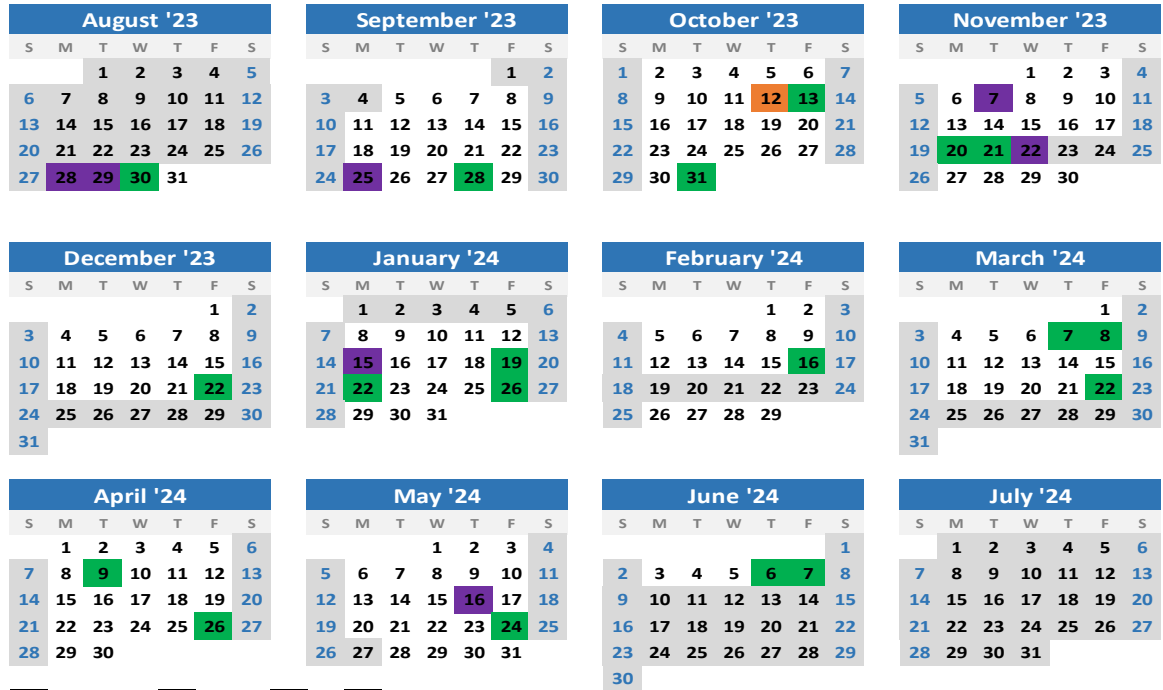 August '23 September '23 October '23 November '23
S M T W T F S S M T W T F S S M T W T F S S M T W T F S
1 2 3 4 5 1 2 1 2 3 4 5 6 7 1 2 3 4
6 7 8 9 10 11 12 3 4 5 6 7 8 9 8 9 10 11 12 13 14 5 6 7 8 9 10 11
13 14 15 16 17 18 19 10 11 12 13 14 15 16 15 16 17 18 19 20 21 12 13 14 15 16 17 18
20 21 22 23 24 25 26 17 18 19 20 21 22 23 22 23 24 25 26 27 28 19 20 21 22 23 24 25
27 28 29 30 31 24 25 26 27 28 29 30 29 30 31 26 27 28 29 30
December '23 January '24 February '24 March '24
S M T W T F S S M T W T F S S M T W T F S S M T W T F S
1 2 1 2 3 4 5 6 1 2 3 1 2
3 4 5 6 7 8 9 7 8 9 10 11 12 13 4 5 6 7 8 9 10 3 4 5 6 7 8 9
10 11 12 13 14 15 16 14 15 16 17 18 19 20 11 12 13 14 15 16 17 10 11 12 13 14 15 16
17 18 19 20 21 22 23 21 22 23 24 25 26 27 18 19 20 21 22 23 24 17 18 19 20 21 22 23
24 25 26 27 28 29 30 28 29 30 31 25 26 27 28 29 24 25 26 27 28 29 30
31 31
April '24 May '24 June '24 July '24
S M T W T F S S M T W T F S S M T W T F S S M T W T F S
1 2 3 4 5 6 1 2 3 4 1 1 2 3 4 5 6
7 8 9 10 11 12 13 5 6 7 8 9 10 11 2 3 4 5 6 7 8 7 8 9 10 11 12 13
14 15 16 17 18 19 20 12 13 14 15 16 17 18 9 10 11 12 13 14 15 14 15 16 17 18 19 20
21 22 23 24 25 26 27 19 20 21 22 23 24 25 16 17 18 19 20 21 22 21 22 23 24 25 26 27
28 29 30 26 27 28 29 30 31 23 24 25 26 27 28 29 28 29 30 31
30